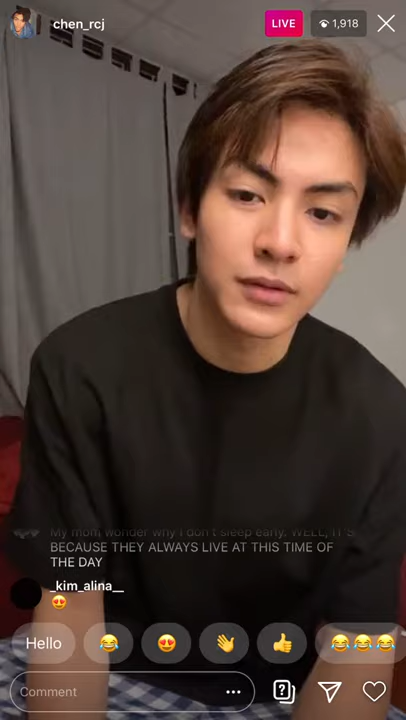 chen_rcj
LIVE
1,918
My mom wonder why I don't sleep early. WELL, IT'S
BECAUSE THEY ALWAYS LIVE AT THIS TIME OF
THE DAY
_kim_alina__
😍
Hello 😂 😍 👋 👍 😂😂😂
Comment